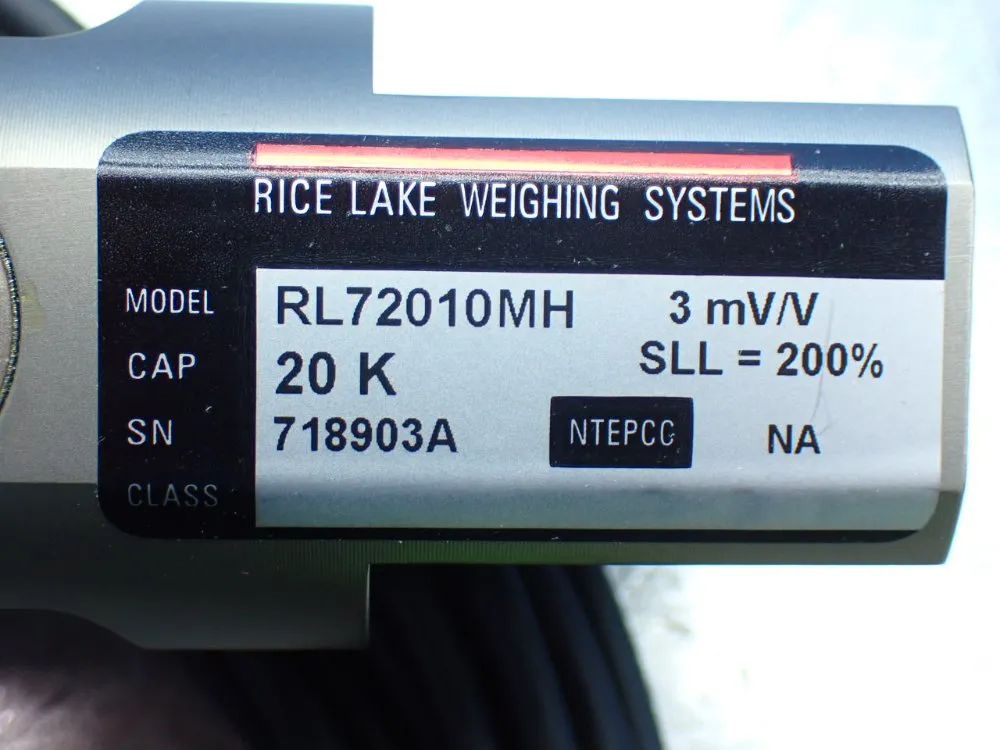 RICE LAKE WEIGHING SYSTEMS
MODEL RL72010MH 3 mV/V
CAP 20 K SLL = 200%
SN 718903A NTEPCC NA
CLASS